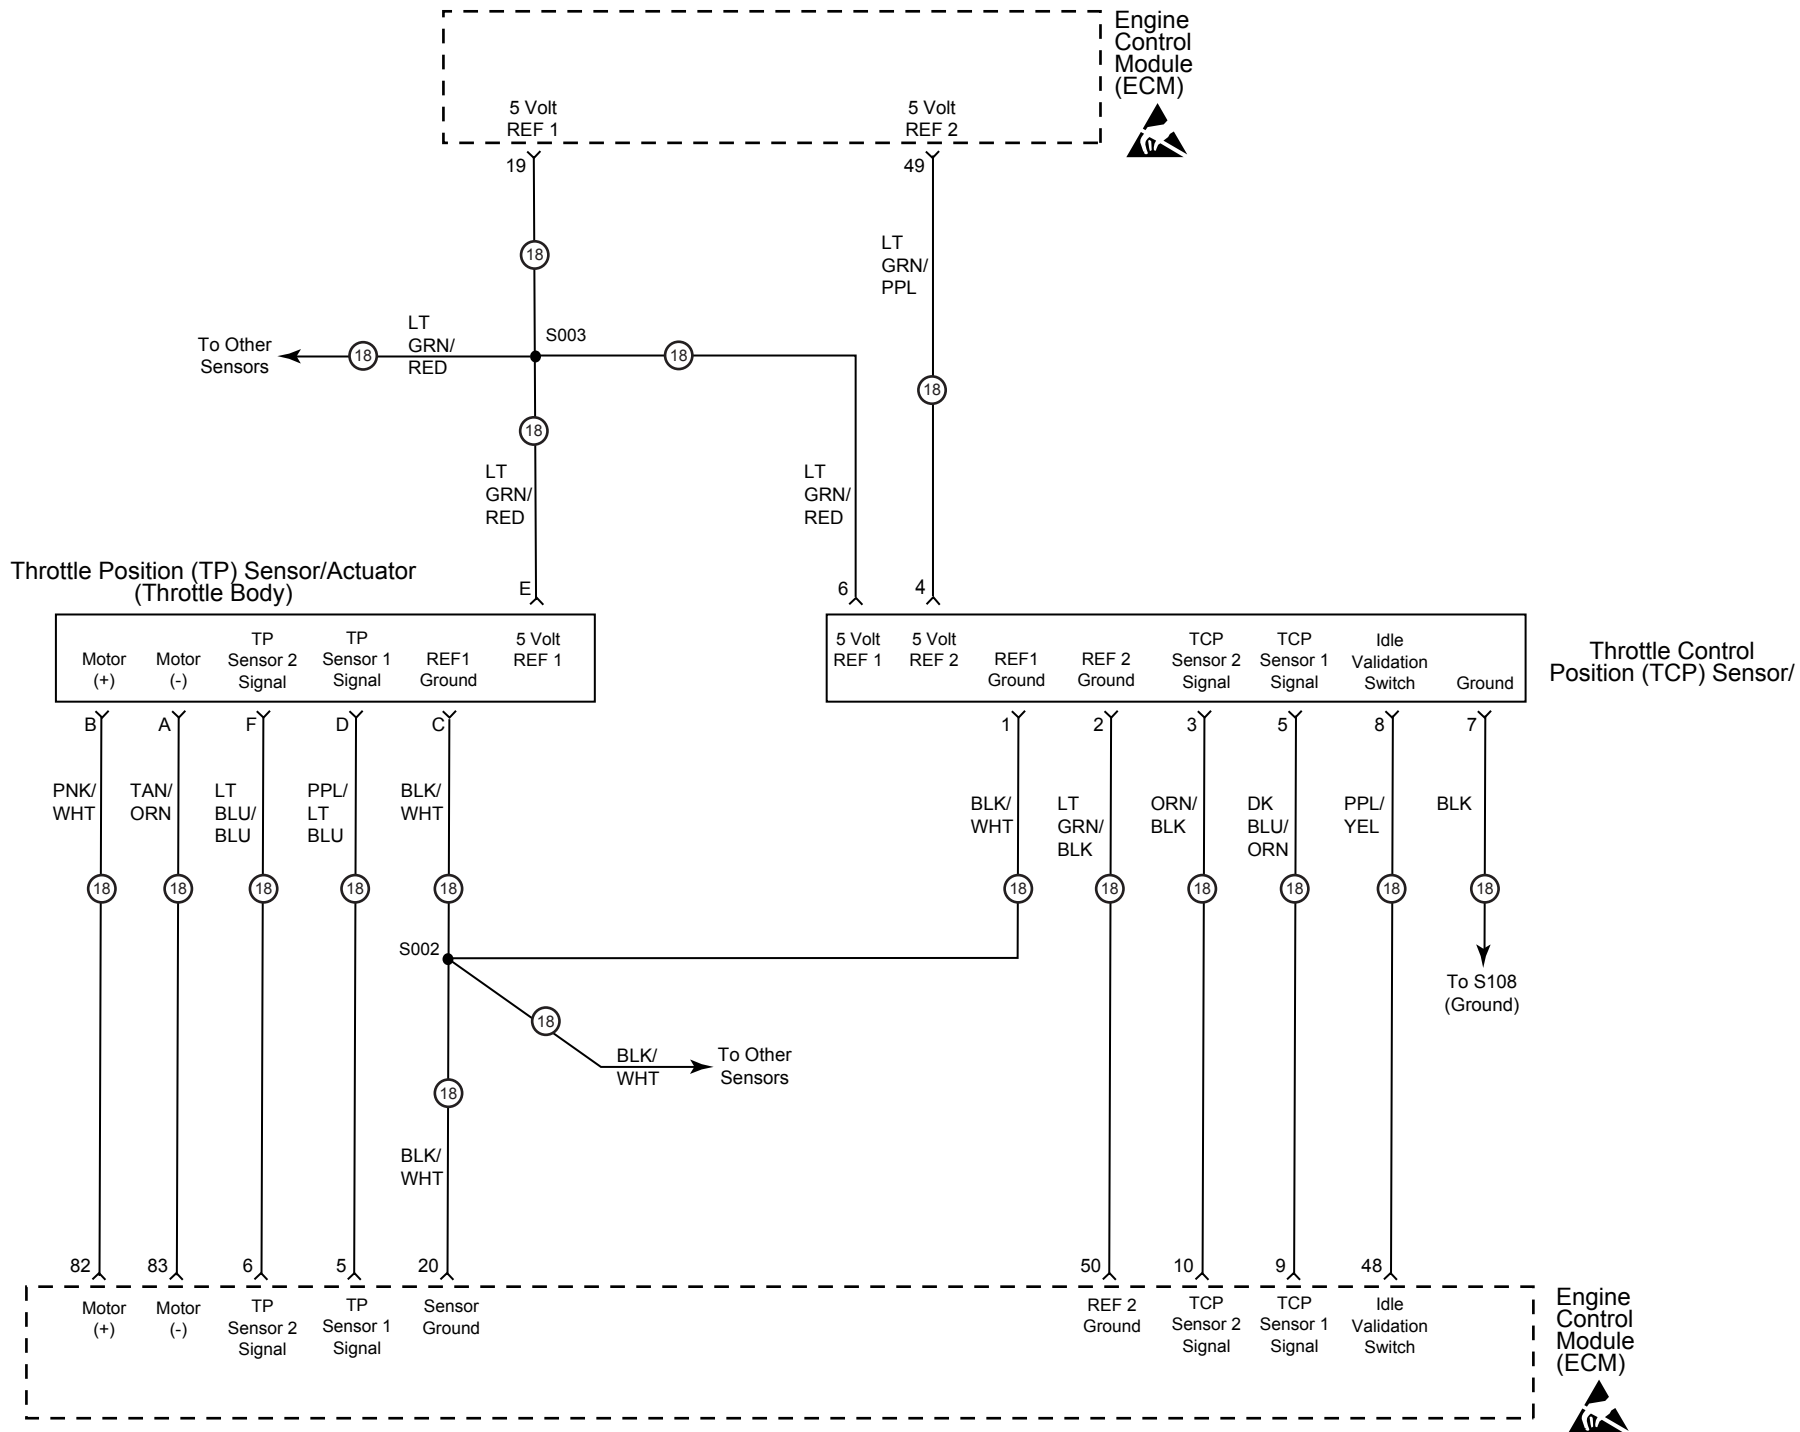 Engine
Control
Module
(ECM)
5 Volt
REF 1
5 Volt
REF 2
19
49
18
LT
GRN/
PPL
S003
To Other
Sensors
18
LT
GRN/
RED
18
18
18
LT
GRN/
RED
LT
GRN/
RED
Throttle Position (TP) Sensor/Actuator
(Throttle Body)
E
6
4
Motor
(+)
Motor
(-)
TP
Sensor 2
Signal
TP
Sensor 1
Signal
REF1
Ground
5 Volt
REF 1
5 Volt
REF 1
5 Volt
REF 2
REF1
Ground
REF 2
Ground
TCP
Sensor 2
Signal
TCP
Sensor 1
Signal
Idle
Validation
Switch
Ground
Throttle Control
Position (TCP) Sensor/
B
A
F
D
C
1
2
3
5
8
7
PNK/
WHT
TAN/
ORN
LT
BLU/
BLU
PPL/
LT
BLU
BLK/
WHT
BLK/
WHT
LT
GRN/
BLK
ORN/
BLK
DK
BLU/
ORN
PPL/
YEL
BLK
18
18
18
18
18
18
18
18
18
18
18
S002
To S108
(Ground)
18
BLK/
WHT
To Other
Sensors
18
BLK/
WHT
82
83
6
5
20
50
10
9
48
Motor
(+)
Motor
(-)
TP
Sensor 2
Signal
TP
Sensor 1
Signal
Sensor
Ground
REF 2
Ground
TCP
Sensor 2
Signal
TCP
Sensor 1
Signal
Idle
Validation
Switch
Engine
Control
Module
(ECM)